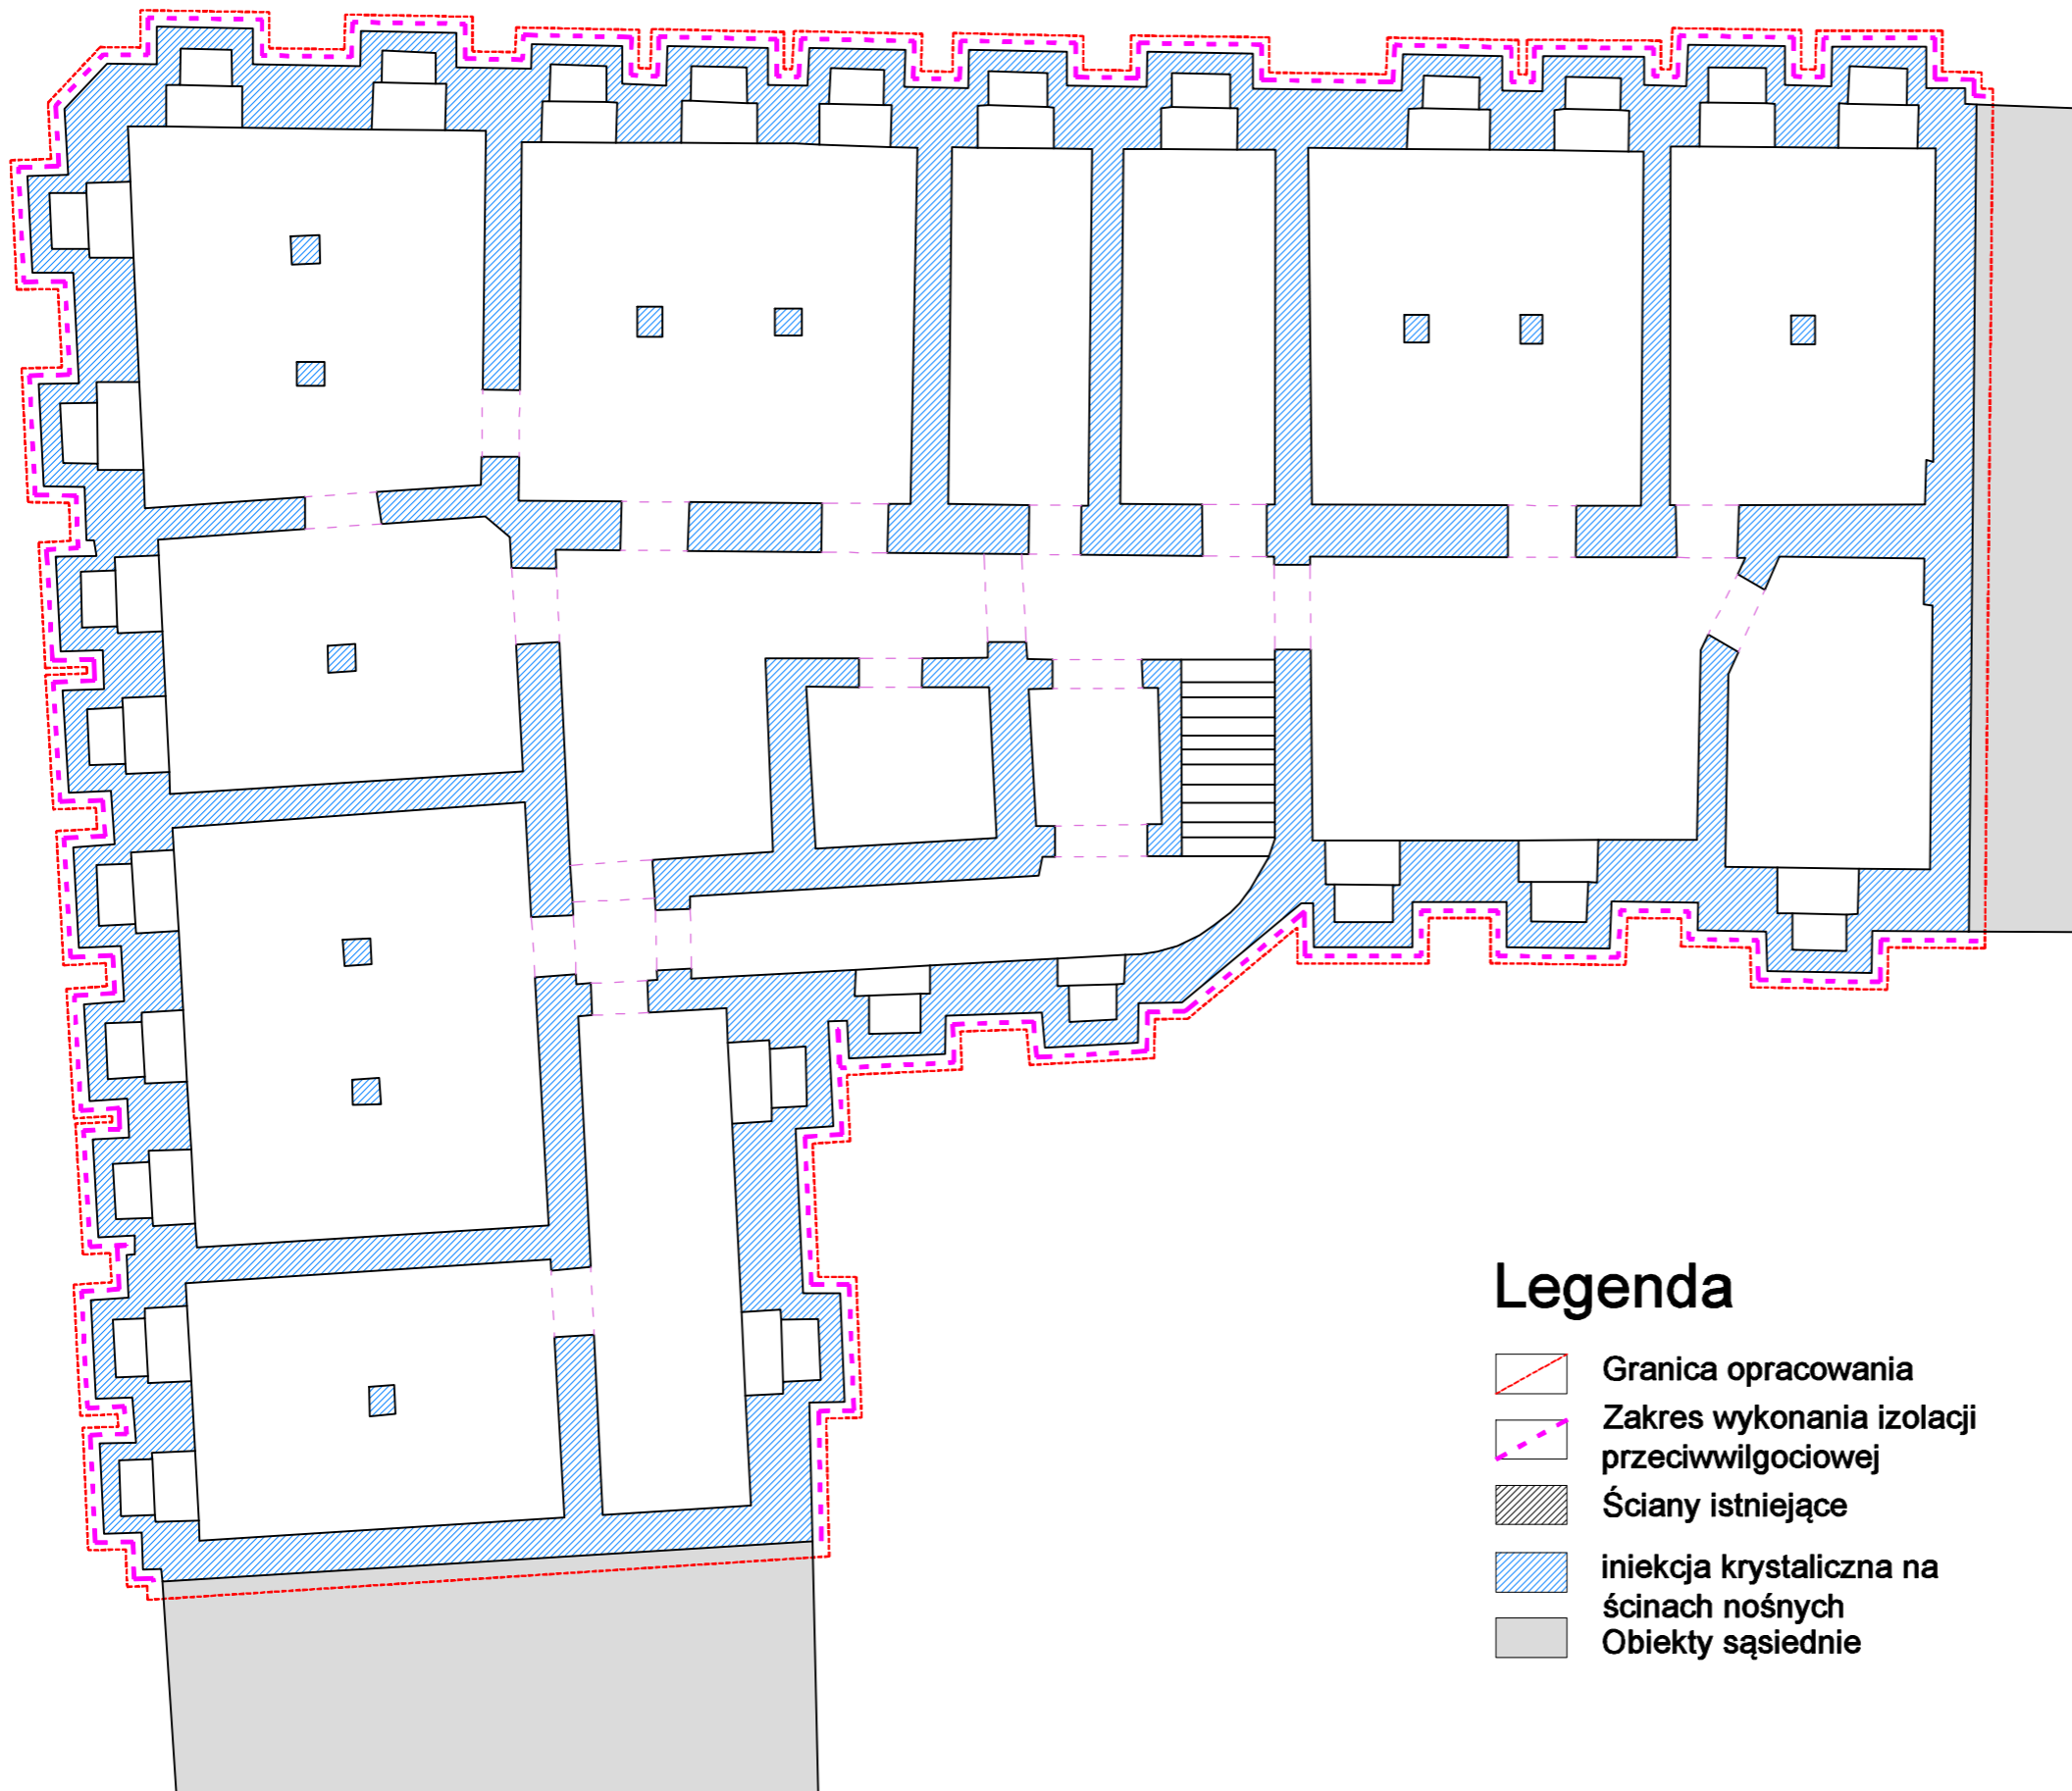 Legenda
Granica opracowania
Zakres wykonania izolacji
przeciwwilgociowej
Ściany istniejące
iniekcja krystaliczna na
ścinach nośnych
Obiekty sąsiednie